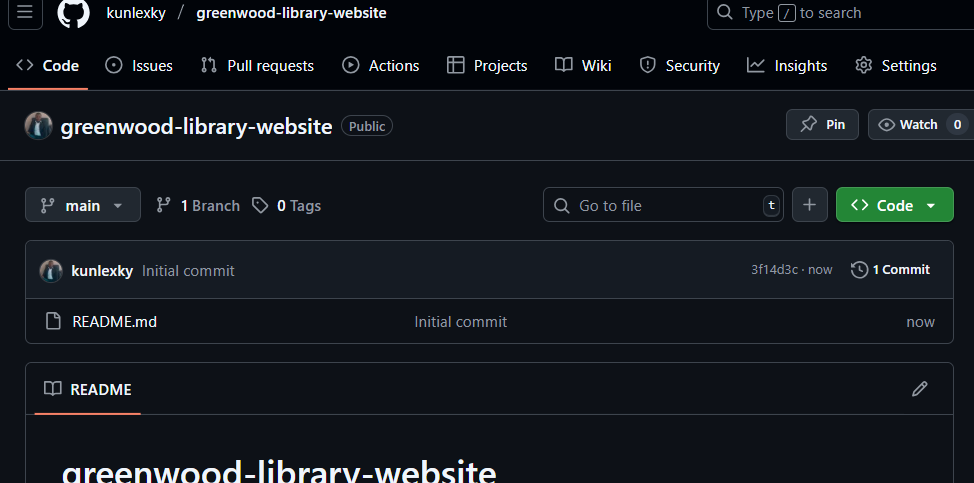 kunlexky / greenwood-library-website Type / to search
Code Issues Pull requests Actions Projects Wiki Security Insights Settings
greenwood-library-website Public Pin Watch 0
main 1 Branch 0 Tags Go to file t Code
kunlexky Initial commit 3f14d3c · now 1 Commit
README.md Initial commit now
README
greenwood-library-website